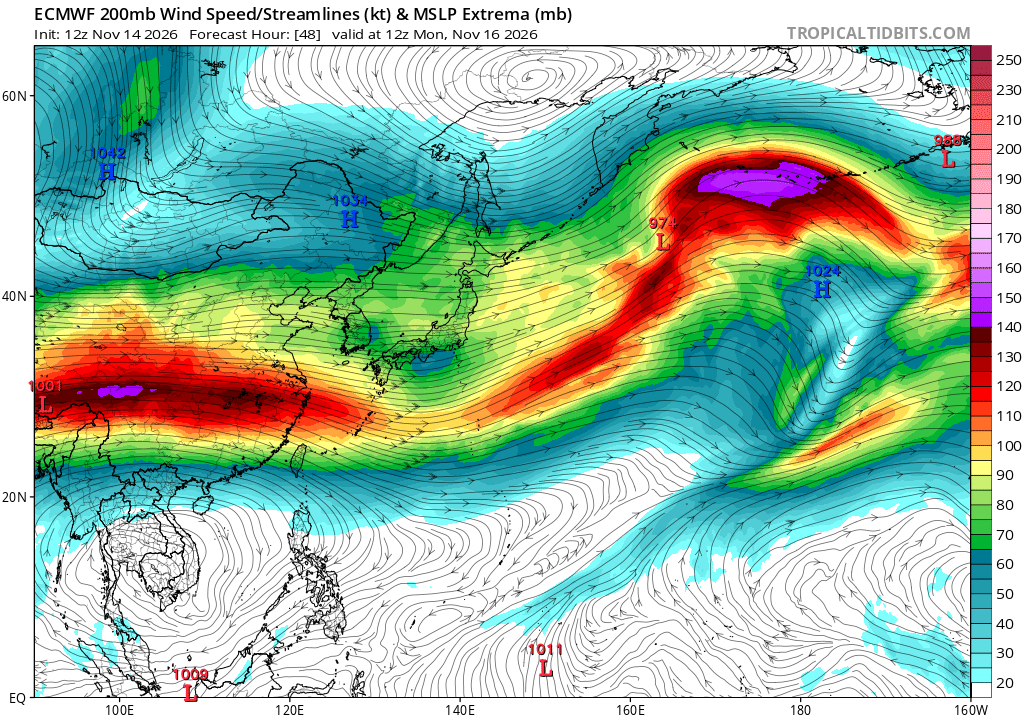 ECMWF 200mb Wind Speed/Streamlines (kt) & MSLP Extrema (mb)
Init: 12z Nov 14 2026 Forecast Hour: [48] valid at 12z Mon, Nov 16 2026
TROPICALTIDBITS.COM
60N
40N
20N
EQ
100E
120E
140E
160E
180
160W
250
230
210
200
190
180
170
160
150
140
130
120
110
100
90
80
70
60
50
40
30
20
1042
H
1034
H
988
L
974
L
1024
H
1001
L
1011
L
1009
L